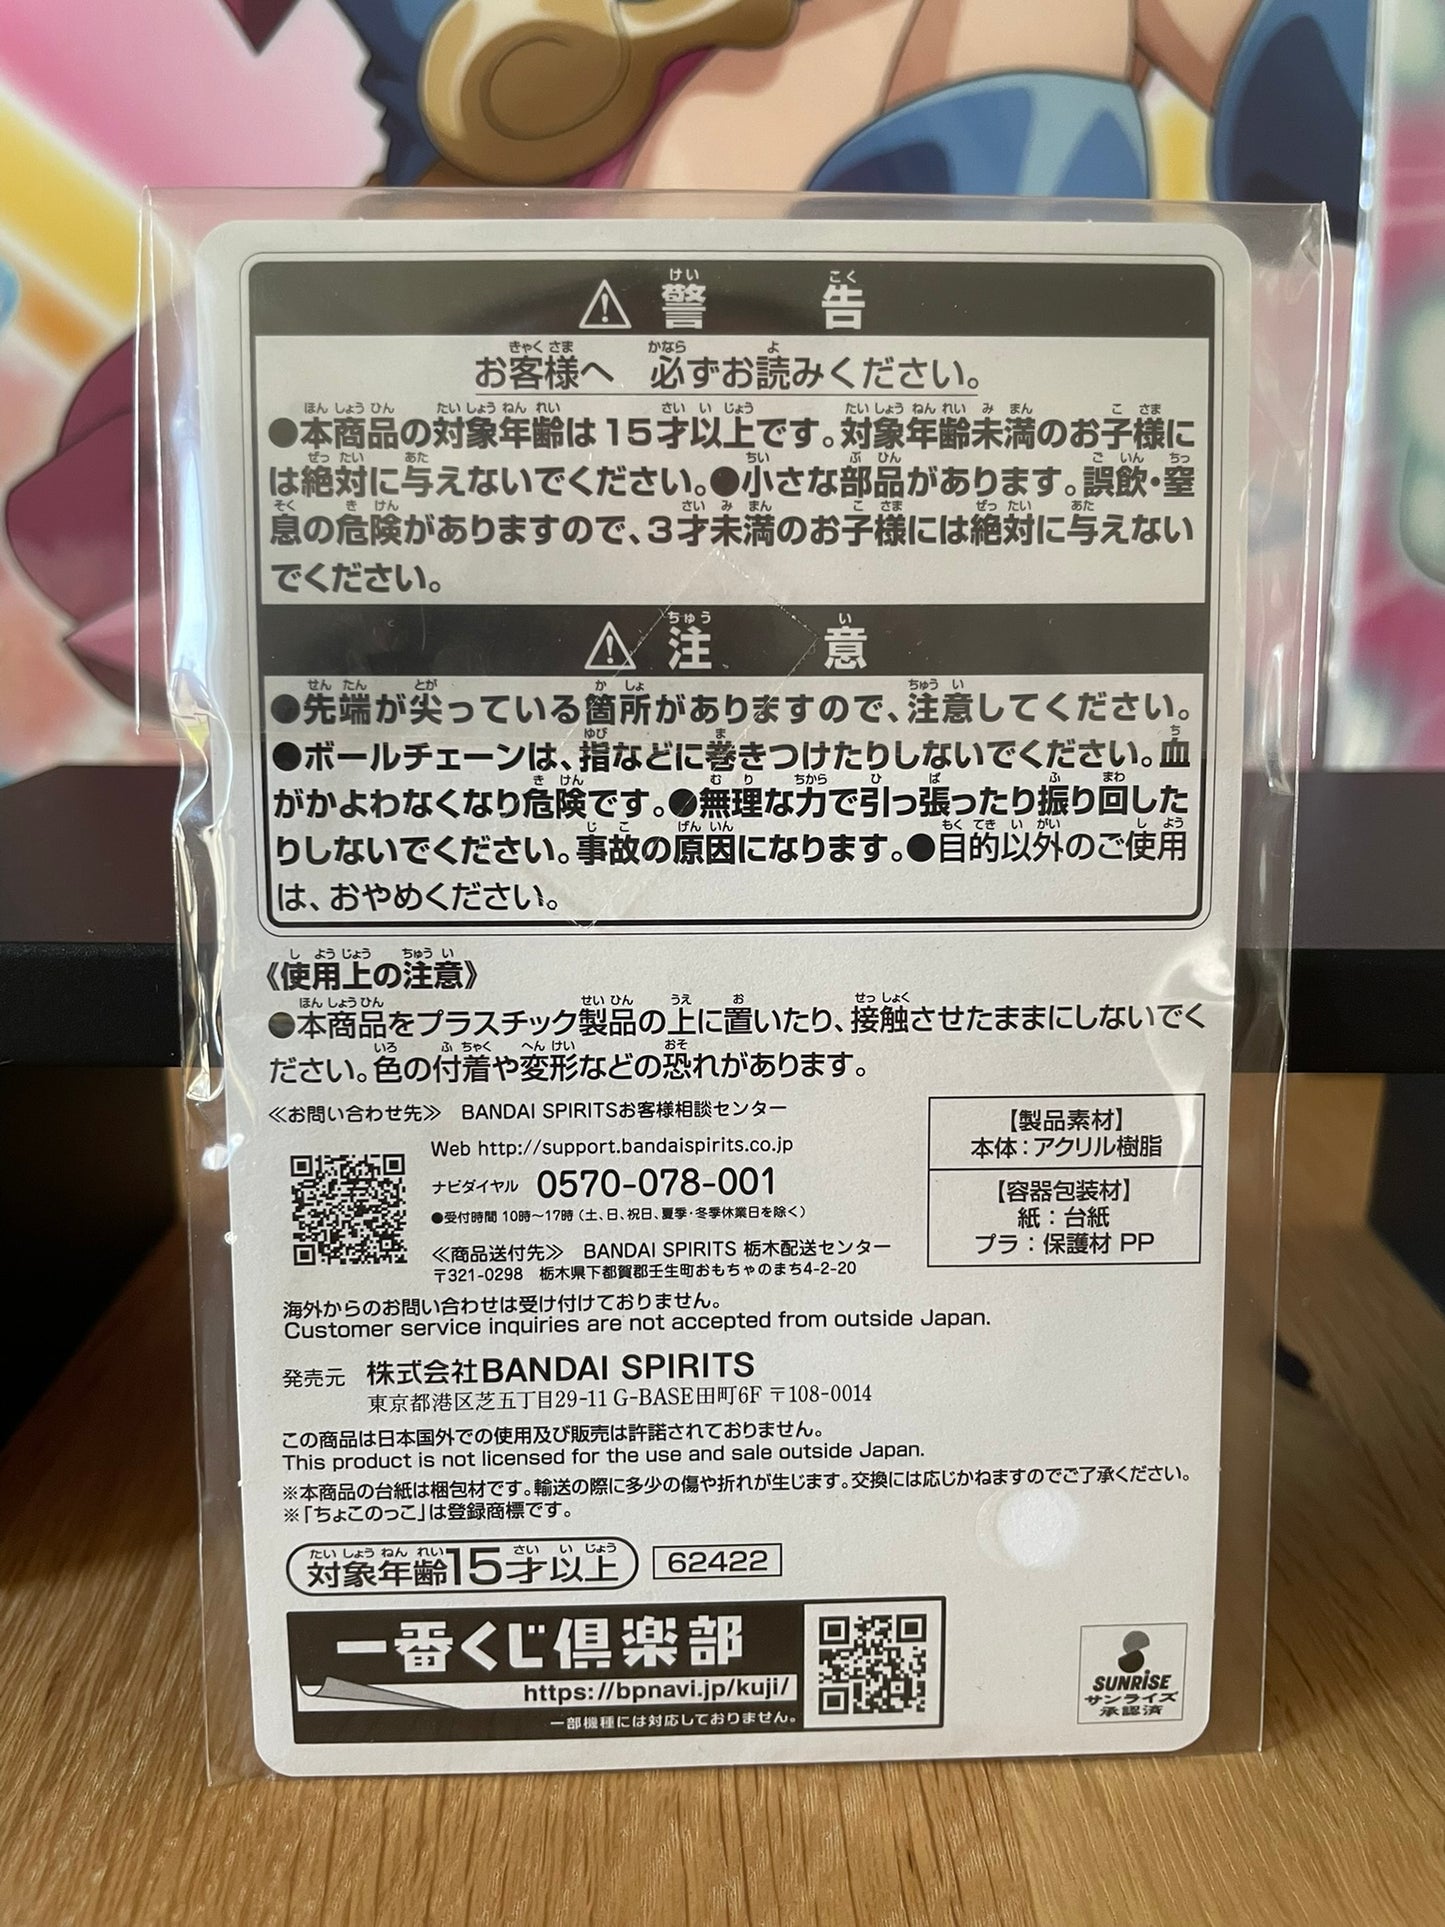 ⚠ 警告
お客様へ 必ずお読みください。
●本商品の対象年齢は15才以上です。対象年齢未満のお子様に
は絶対に与えないでください。●小さな部品があります。誤飲・窒
息の危険がありますので、3才未満のお子様には絶対に与えない
でください。
⚠ 注意
●先端が尖っている箇所がありますので、注意してください。
●ボールチェーンは、指などに巻きつけたりしないでください。血
がかよわなくなり危険です。●無理な力で引っ張ったり振り回した
りしないでください。事故の原因になります。●目的以外のご使用
は、おやめください。
《使用上の注意》
●本商品をプラスチック製品の上に置いたり、接触させたままにしないでく
ださい。色の付着や変形などの恐れがあります。
≪お問い合わせ先≫ BANDAI SPIRITSお客様相談センター
Web http://support.bandaispirits.co.jp
ナビダイヤル 0570-078-001
●受付時間 10時～17時（土、日、祝日、夏季・冬季休業日を除く）
≪商品送付先≫ BANDAI SPIRITS 栃木配送センター
〒321-0298 栃木県下都賀郡壬生町おもちゃのまち4-2-20
【製品素材】
本体：アクリル樹脂
【容器包装材】
紙：台紙
プラ：保護材 PP
海外からのお問い合わせは受け付けておりません。
Customer service inquiries are not accepted from outside Japan.
発売元 株式会社BANDAI SPIRITS
東京都港区芝五丁目29-11 G-BASE田町6F 〒108-0014
この商品は日本国外での使用及び販売は許諾されておりません。
This product is not licensed for the use and sale outside Japan.
※本商品の台紙は梱包材です。輸送の際に多少の傷や折れが生じます。交換には応じかねますのでご了承ください。
※「ちょこのっこ」は登録商標です。
対象年齢15才以上 62422
一番くじ倶楽部
https://bpnavi.jp/kuji/
一部機種には対応しておりません。
SUNRISE
サンライズ
承認済